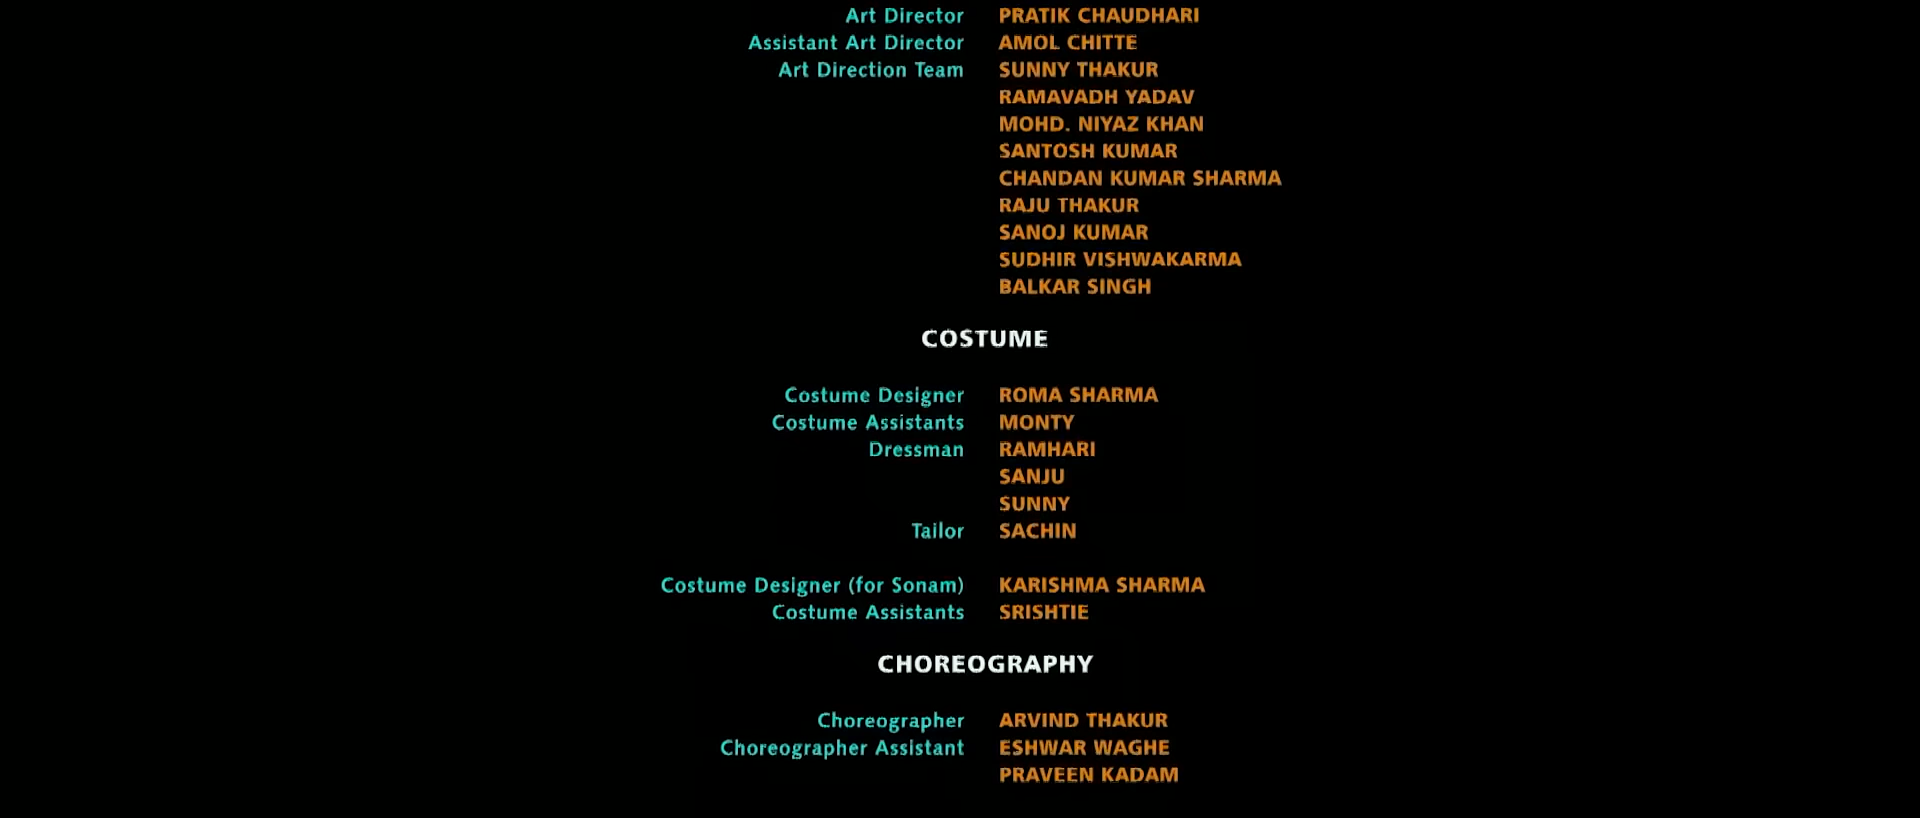 Art Director PRATIK CHAUDHARI
Assistant Art Director AMOL CHITTE
Art Direction Team SUNNY THAKUR
RAMAVADH YADAV
MOHD. NIYAZ KHAN
SANTOSH KUMAR
CHANDAN KUMAR SHARMA
RAJU THAKUR
SANOJ KUMAR
SUDHIR VISHWAKARMA
BALKAR SINGH
COSTUME
Costume Designer ROMA SHARMA
Costume Assistants MONTY
Dressman RAMHARI
SANJU
SUNNY
Tailor SACHIN
Costume Designer (for Sonam) KARISHMA SHARMA
Costume Assistants SRISHTIE
CHOREOGRAPHY
Choreographer ARVIND THAKUR
Choreographer Assistant ESHWAR WAGHE
PRAVEEN KADAM